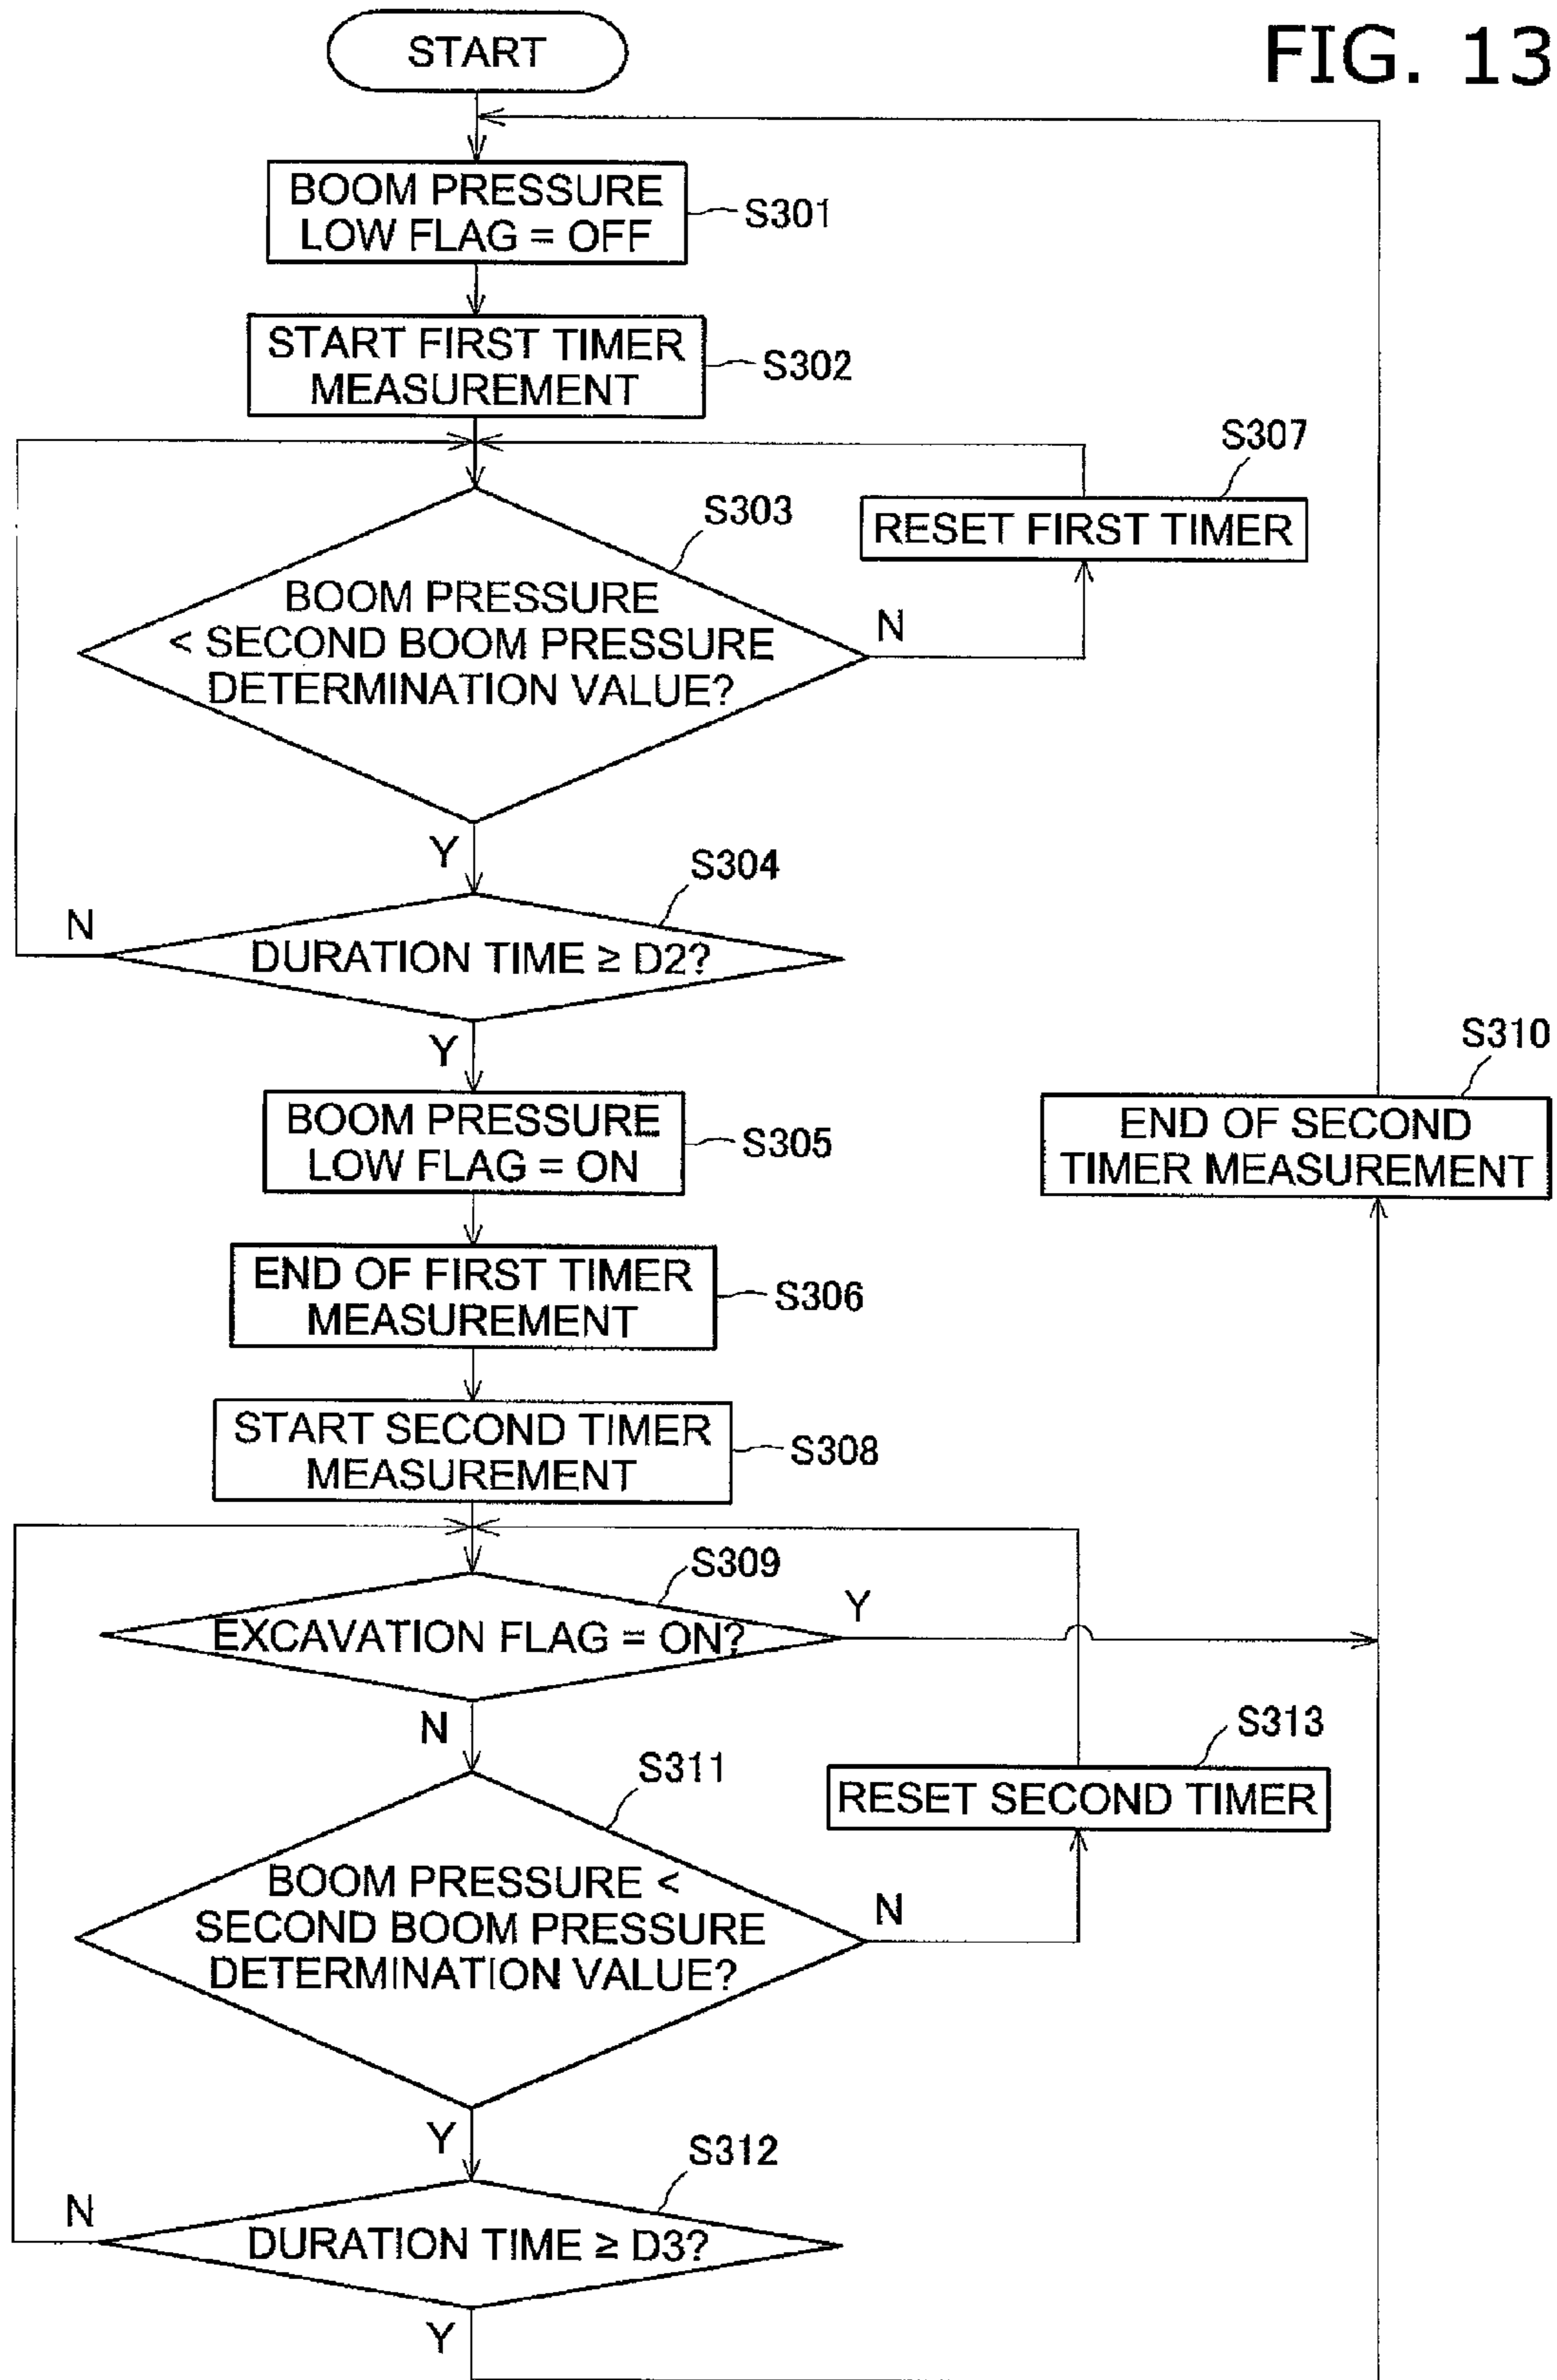 FIG. 13
START
BOOM PRESSURE
LOW FLAG = OFF
S301
START FIRST TIMER
MEASUREMENT
S302
S307
RESET FIRST TIMER
S303
BOOM PRESSURE
< SECOND BOOM PRESSURE
DETERMINATION VALUE?
N
Y
S304
N
DURATION TIME ≥ D2?
Y
BOOM PRESSURE
LOW FLAG = ON
S305
S310
END OF SECOND
TIMER MEASUREMENT
END OF FIRST TIMER
MEASUREMENT
S306
START SECOND TIMER
MEASUREMENT
S308
S309
EXCAVATION FLAG = ON?
Y
N
S313
RESET SECOND TIMER
S311
BOOM PRESSURE <
SECOND BOOM PRESSURE
DETERMINATION VALUE?
N
Y
S312
N
DURATION TIME ≥ D3?
Y